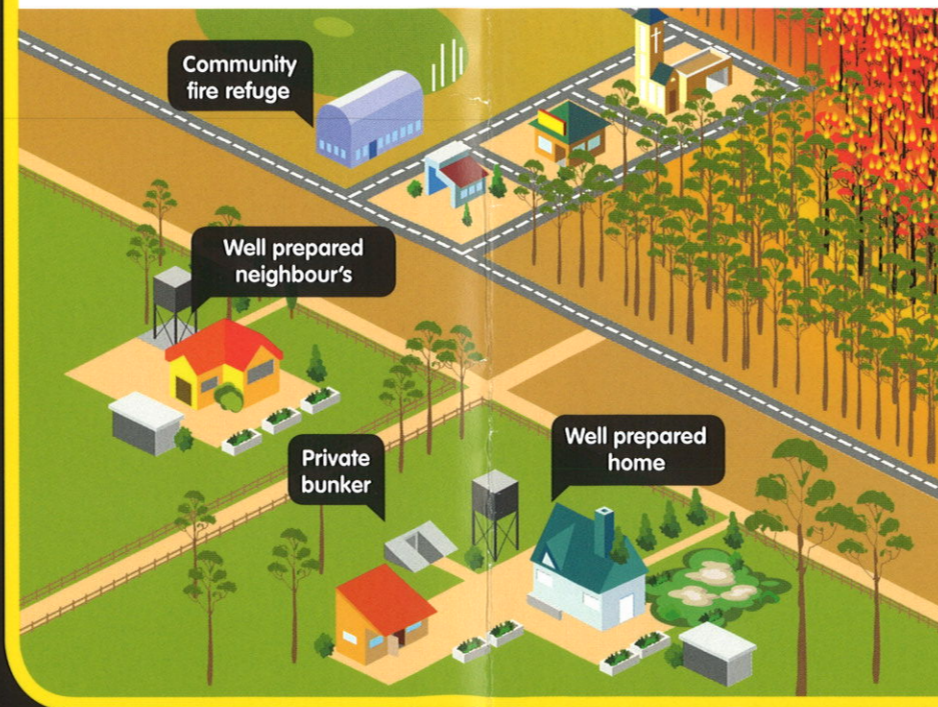 Community
fire refuge
Well prepared
neighbour's
Private
bunker
Well prepared
home